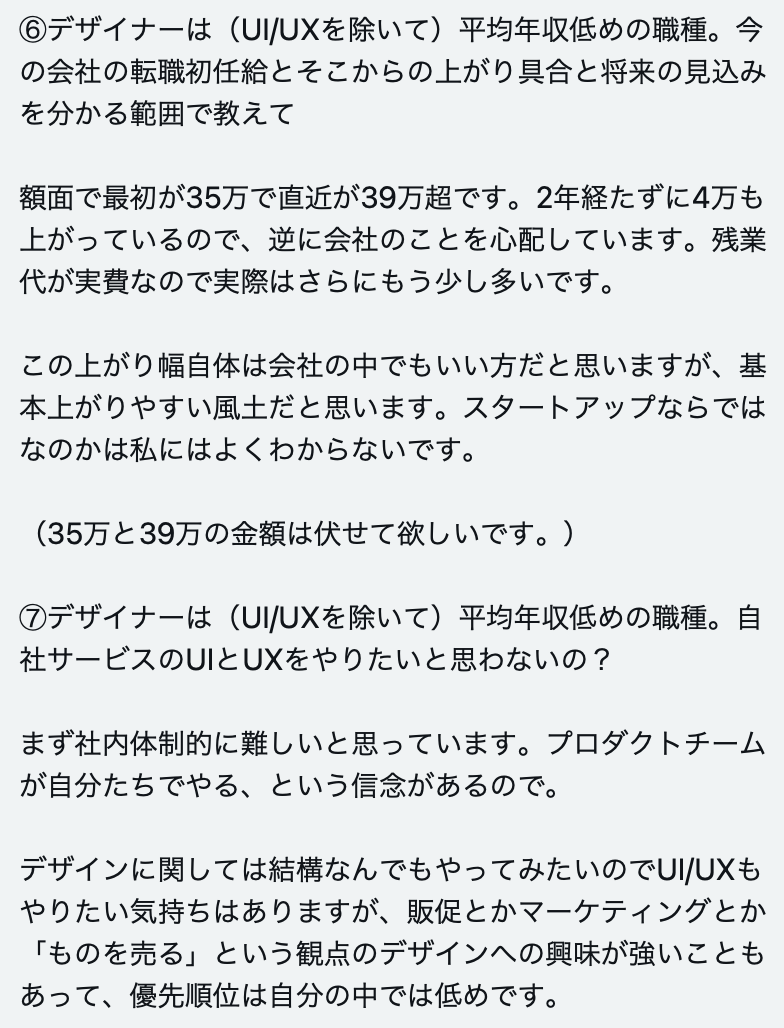 ⑥デザイナーは（UI/UXを除いて）平均年収低めの職種。今
の会社の転職初任給とそこからの上がり具合と将来の見込み
を分かる範囲で教えて
額面で最初が35万で直近が39万超です。2年経たずに4万も
上がっているので、逆に会社のことを心配しています。残業
代が実費なので実際はさらにもう少し多いです。
この上がり幅自体は会社の中でもいい方だと思いますが、基
本上がりやすい風土だと思います。スタートアップならでは
なのかは私にはよくわからないです。
（35万と39万の金額は伏せて欲しいです。）
⑦デザイナーは（UI/UXを除いて）平均年収低めの職種。自
社サービスのUIとUXをやりたいと思わないの？
まず社内体制的に難しいと思っています。プロダクトチーム
が自分たちでやる、という信念があるので。
デザインに関しては結構なんでもやってみたいのでUI/UXも
やりたい気持ちはありますが、販促とかマーケティングとか
「ものを売る」という観点のデザインへの興味が強いことも
あって、優先順位は自分の中では低めです。